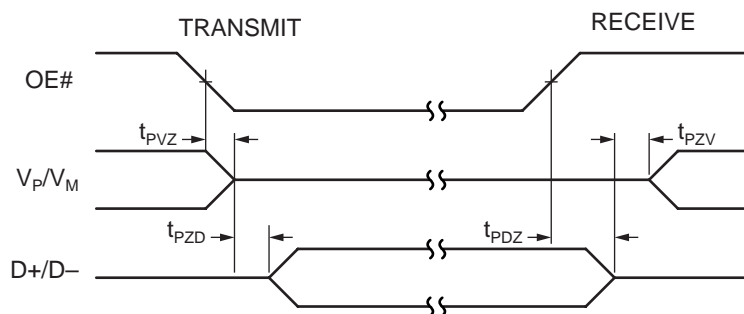 TRANSMIT
RECEIVE
OE#
tPVZ
tPZV
VP/VM
tPZD
tPDZ
D+/D–